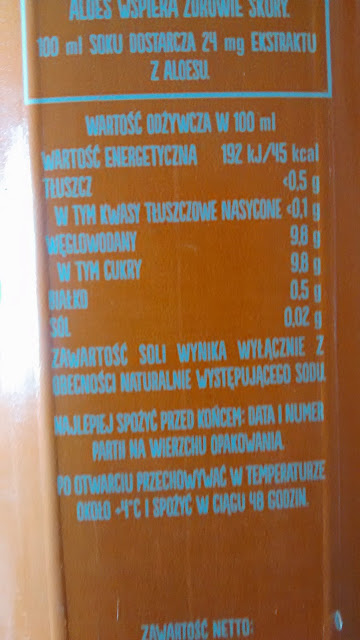 ALOES WSPIERA ZDROWIE SKÓRY.
100 ml SOKU DOSTARCZA 24 mg EKSTRAKTU
Z ALOESU.
WARTOŚĆ ODŻYWCZA W 100 ml
WARTOŚĆ ENERGETYCZNA 192 kJ/45 kcal
TŁUSZCZ <0,5 g
W TYM KWASY TŁUSZCZOWE NASYCONE <0,1 g
WĘGLOWODANY 9,8 g
W TYM CUKRY 9,8 g
BIAŁKO 0,5 g
SÓL 0,02 g
ZAWARTOŚĆ SOLI WYNIKA WYŁĄCZNIE Z
OBECNOŚCI NATURALNIE WYSTĘPUJĄCEGO SODU.
NAJLEPIEJ SPOŻYĆ PRZED KOŃCEM: DATA I NUMER
PARTII NA WIERZCHU OPAKOWANIA.
PO OTWARCIU PRZECHOWYWAĆ W TEMPERATURZE
OKOŁO +4°C I SPOŻYĆ W CIĄGU 48 GODZIN.
ZAWARTOŚĆ NETTO: